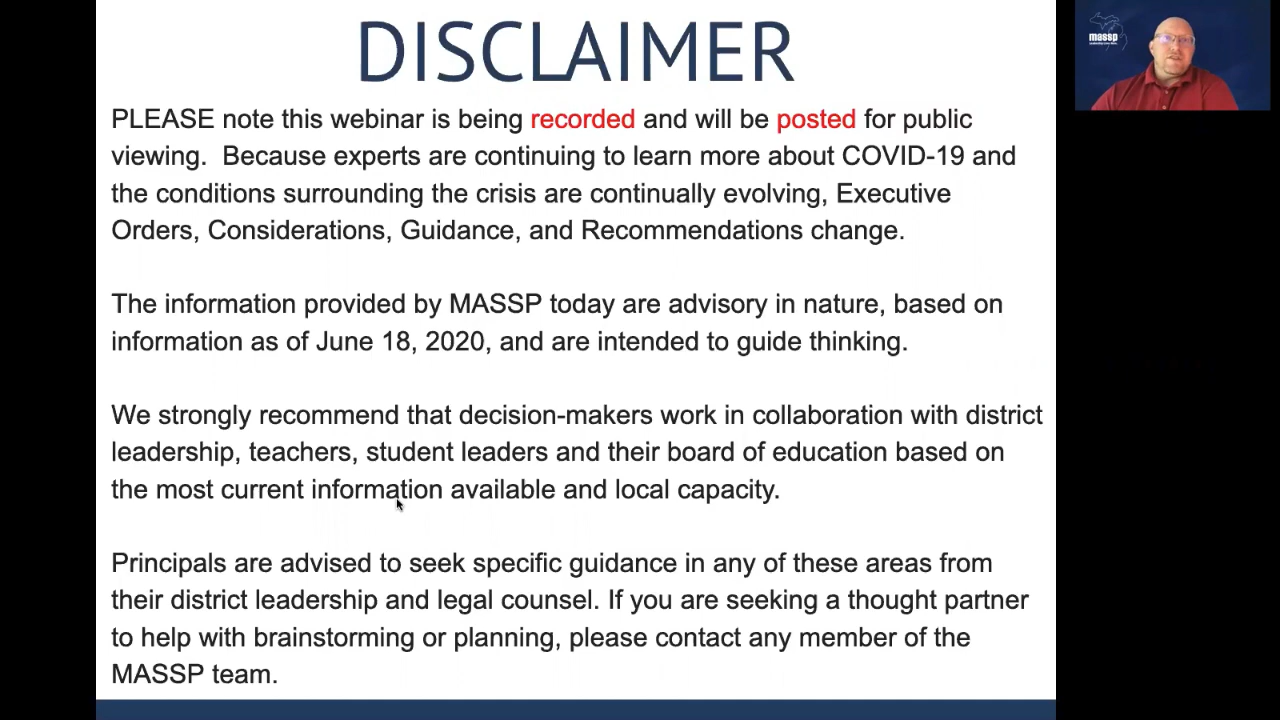 DISCLAIMER
PLEASE note this webinar is being recorded and will be posted for public
viewing.  Because experts are continuing to learn more about COVID-19 and
the conditions surrounding the crisis are continually evolving, Executive
Orders, Considerations, Guidance, and Recommendations change.
The information provided by MASSP today are advisory in nature, based on
information as of June 18, 2020, and are intended to guide thinking.
We strongly recommend that decision-makers work in collaboration with district
leadership, teachers, student leaders and their board of education based on
the most current information available and local capacity.
Principals are advised to seek specific guidance in any of these areas from
their district leadership and legal counsel. If you are seeking a thought partner
to help with brainstorming or planning, please contact any member of the
MASSP team.
massp